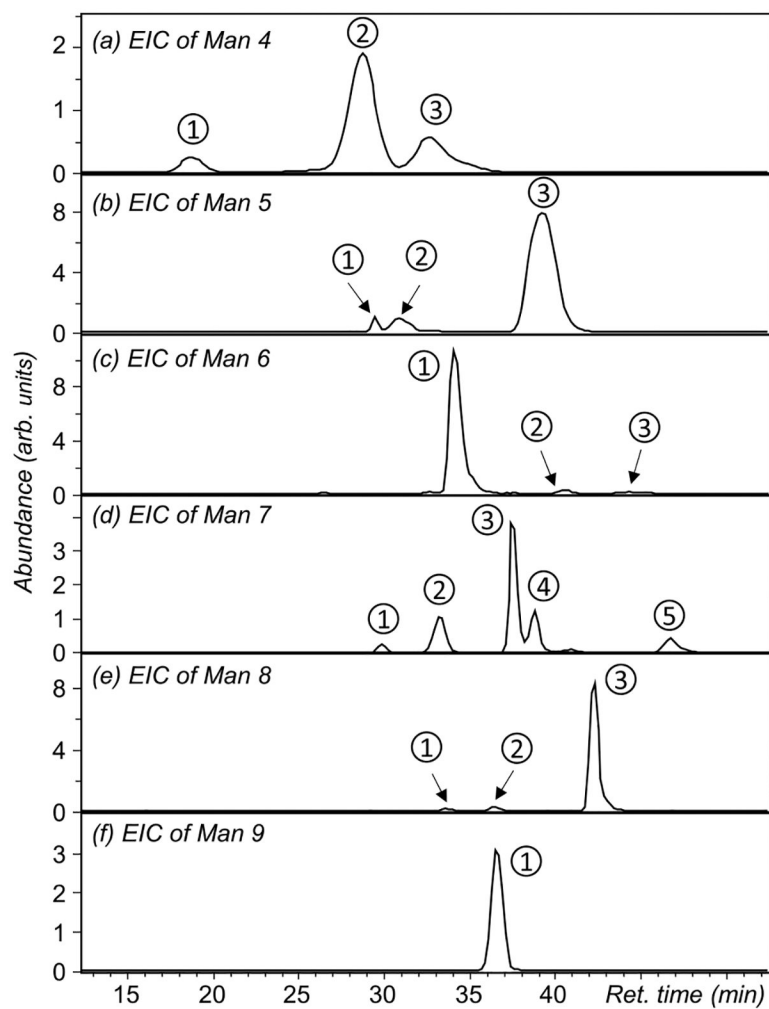 (a) EIC of Man 4
2
1
0
① ② ③
(b) EIC of Man 5
8
4
0
① ② ③
(c) EIC of Man 6
8
4
0
① ② ③
(d) EIC of Man 7
3
2
1
0
① ② ③ ④ ⑤
(e) EIC of Man 8
8
4
0
① ② ③
(f) EIC of Man 9
3
2
1
0
①
Abundance (arb. units)
15 20 25 30 35 40 Ret. time (min)